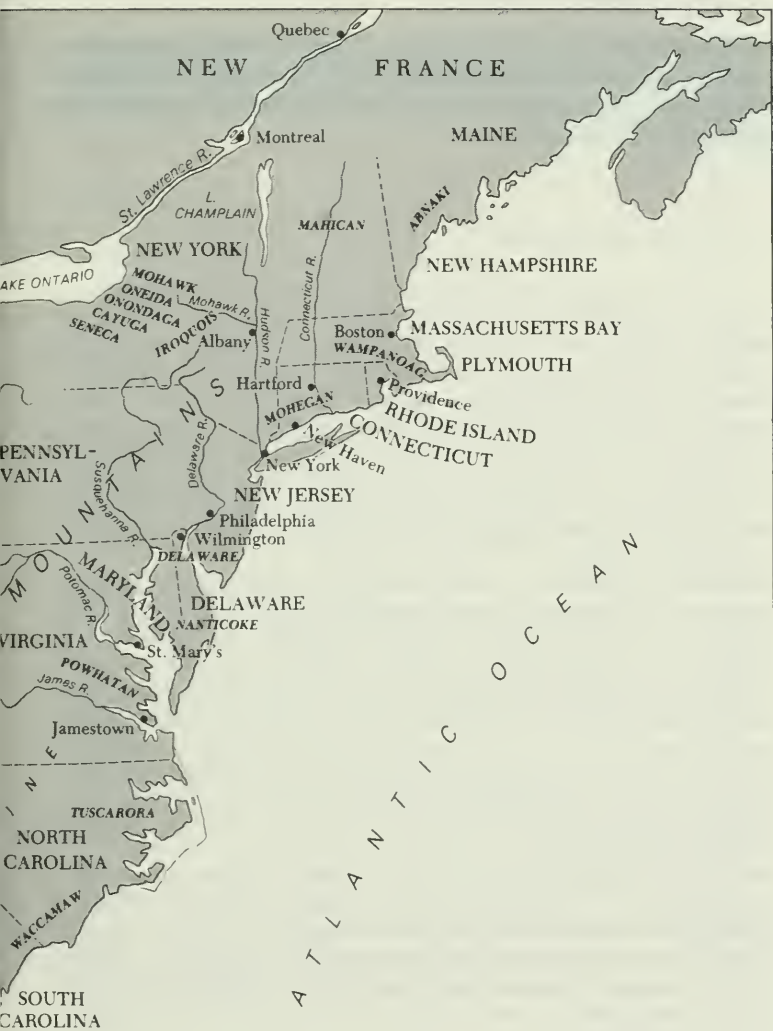 Quebec
NEW FRANCE
Montreal
MAINE
St. Lawrence R.
L.
CHAMPLAIN
MAHICAN
ABNAKI
NEW YORK
AKE ONTARIO
NEW HAMPSHIRE
MOHAWK
ONEIDA
ONONDAGA
CAYUGA
SENECA
IROQUOIS
Mohawk R.
Albany
Hudson R
Connecticut R.
Boston
MASSACHUSETTS BAY
WAMPANOAG
PLYMOUTH
Hartford
Providence
MOHEGAN
RHODE ISLAND
CONNECTICUT
New Haven
New York
PENNSYL-
VANIA
Susquehanna R.
Delaware R.
NEW JERSEY
Philadelphia
Wilmington
DELAWARE
MOUNTAINS
MARYLAND
Potomac R.
DELAWARE
NANTICOKE
VIRGINIA
St. Mary's
POWHATAN
James R.
Jamestown
INE
TUSCARORA
NORTH
CAROLINA
WACCAMAW
SOUTH
CAROLINA
ATLANTIC OCEAN